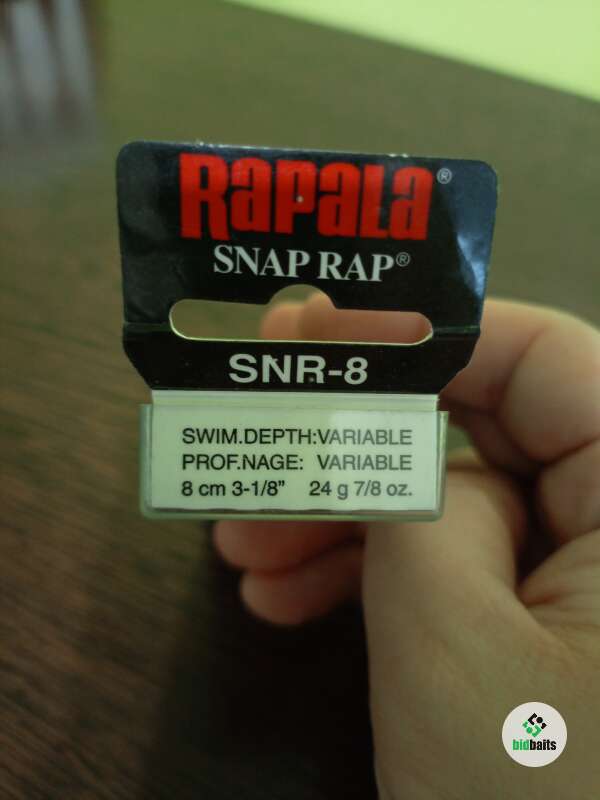 Rapala®
SNAP RAP®
SNR-8
SWIM.DEPTH:VARIABLE
PROF.NAGE: VARIABLE
8 cm 3-1/8" 24 g 7/8 oz.
bidbaits